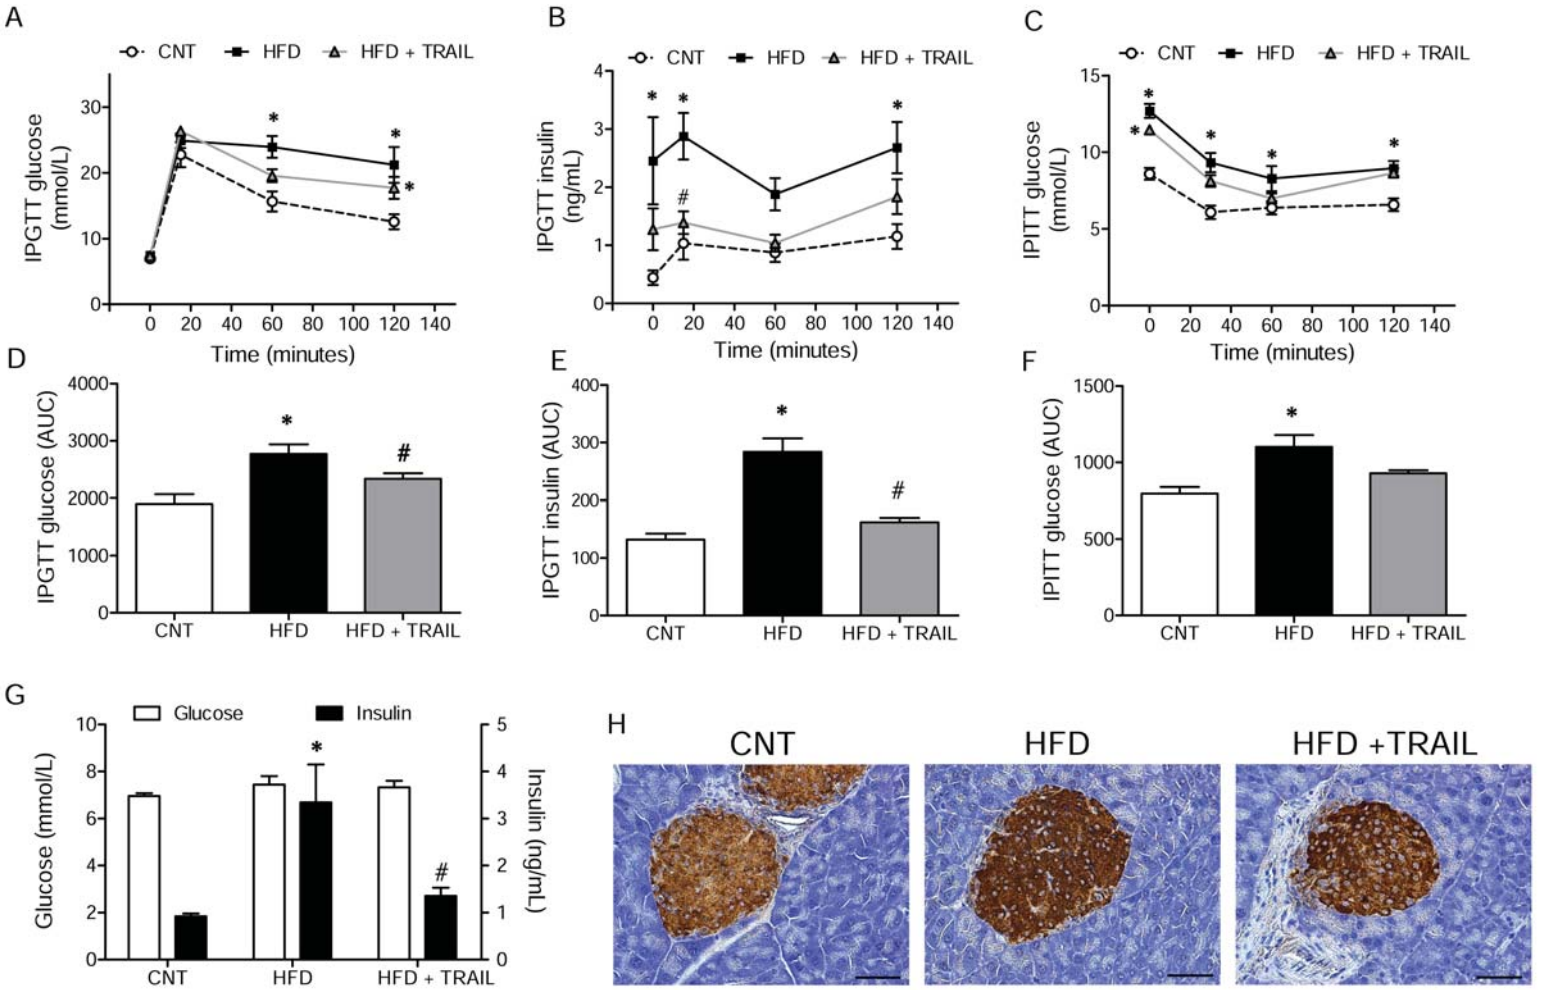 A
CNT HFD HFD + TRAIL
IPGTT glucose
(mmol/L)
30
20
10
0
0 20 40 60 80 100 120 140
Time (minutes)
*
*
*
B
CNT HFD HFD + TRAIL
IPGTT insulin
(ng/mL)
4
3
2
1
0
0 20 40 60 80 100 120 140
Time (minutes)
* * *
#
C
CNT HFD HFD + TRAIL
IPITT glucose
(mmol/L)
15
10
5
0
0 20 40 60 80 100 120 140
Time (minutes)
*
*
*
*
*
D
IPGTT glucose (AUC)
4000
3000
2000
1000
0
*
#
CNT HFD HFD + TRAIL
E
IPGTT insulin (AUC)
400
300
200
100
0
*
#
CNT HFD HFD + TRAIL
F
IPITT glucose (AUC)
1500
1000
500
0
*
CNT HFD HFD + TRAIL
G
Glucose Insulin
Glucose (mmol/L)
10
8
6
4
2
0
*
#
5
4
3
2
1
0
Insulin (ng/mL)
CNT HFD HFD + TRAIL
H
CNT HFD HFD +TRAIL